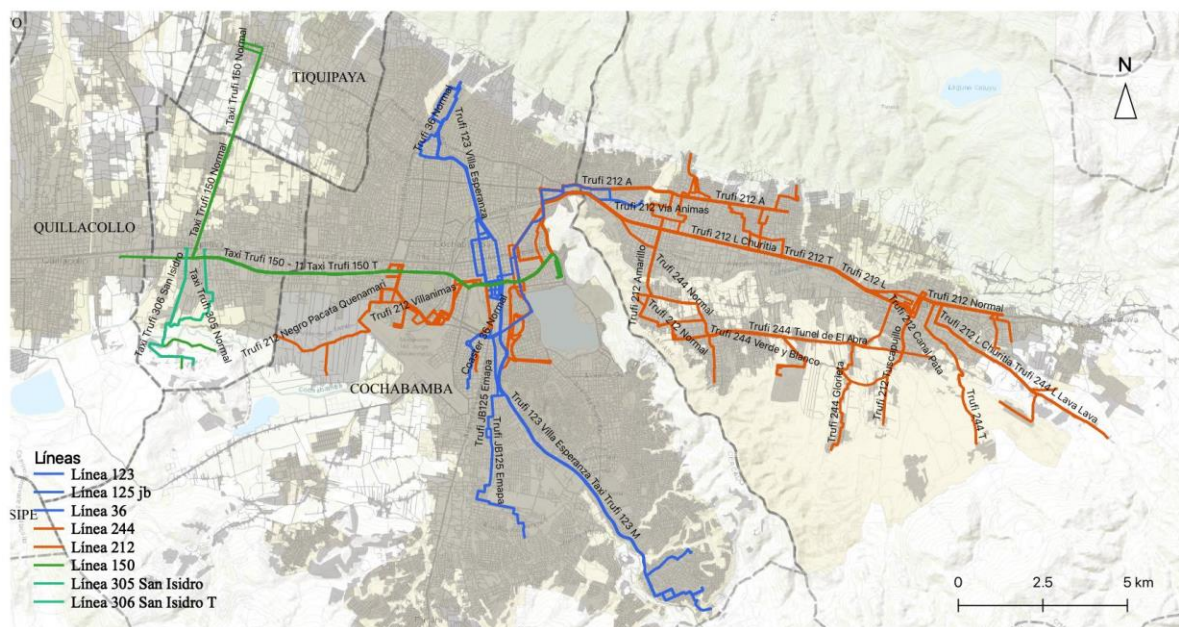 TIQUIPAYA
N
Taxi Trufi 150 Normal
Trufi 36 Normal
Trufi 123 Villa Esperanza
Taxi Trufi 150 Normal
Trufi 212 A
Trufi 212 A
Trufi 212 Via Animas
QUILLACOLLO
Trufi 212 L Churitia
Trufi 212 T
Taxi Trufi 150 - J1 Taxi Trufi 150 T
Trufi 212 L
Taxi Trufi 306 San Isidro
Taxi Trufi 305 Normal
Trufi 212 Negro Pacata Quenamari
Trufi 212 Villanimas
Trufi 212 Amarillo
Trufi 244 Normal
Trufi 212 Normal
Trufi 212 Normal
Coaster 36 Normal
Trufi 244 Tunel de El Abra
Trufi 244 Verde y Blanco
Trufi 212 L Churitia
Trufi 244 L Lava Lava
COCHABAMBA
Trufi JB125 Emapa
Trufi JB125 Emapa
Trufi 123 Villa Esperanza Taxi Trufi 123 M
Trufi 244 Glorieta
Trufi 212 Tuscapujllo
Trufi 244 T
SIPE
Líneas
Línea 123
Línea 125 jb
Línea 36
Línea 244
Línea 212
Línea 150
Línea 305 San Isidro
Línea 306 San Isidro T
0 2.5 5 km